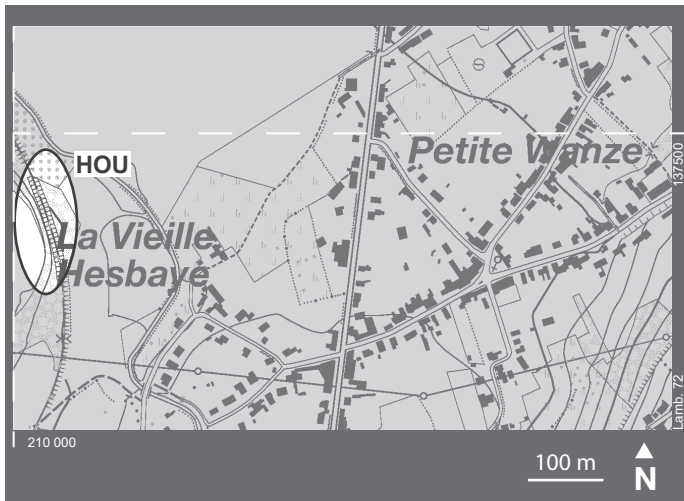 Petite Wanze
HOU
137500
La Vieille
Hesbaye
Lamb. 72
210 000
100 m
N